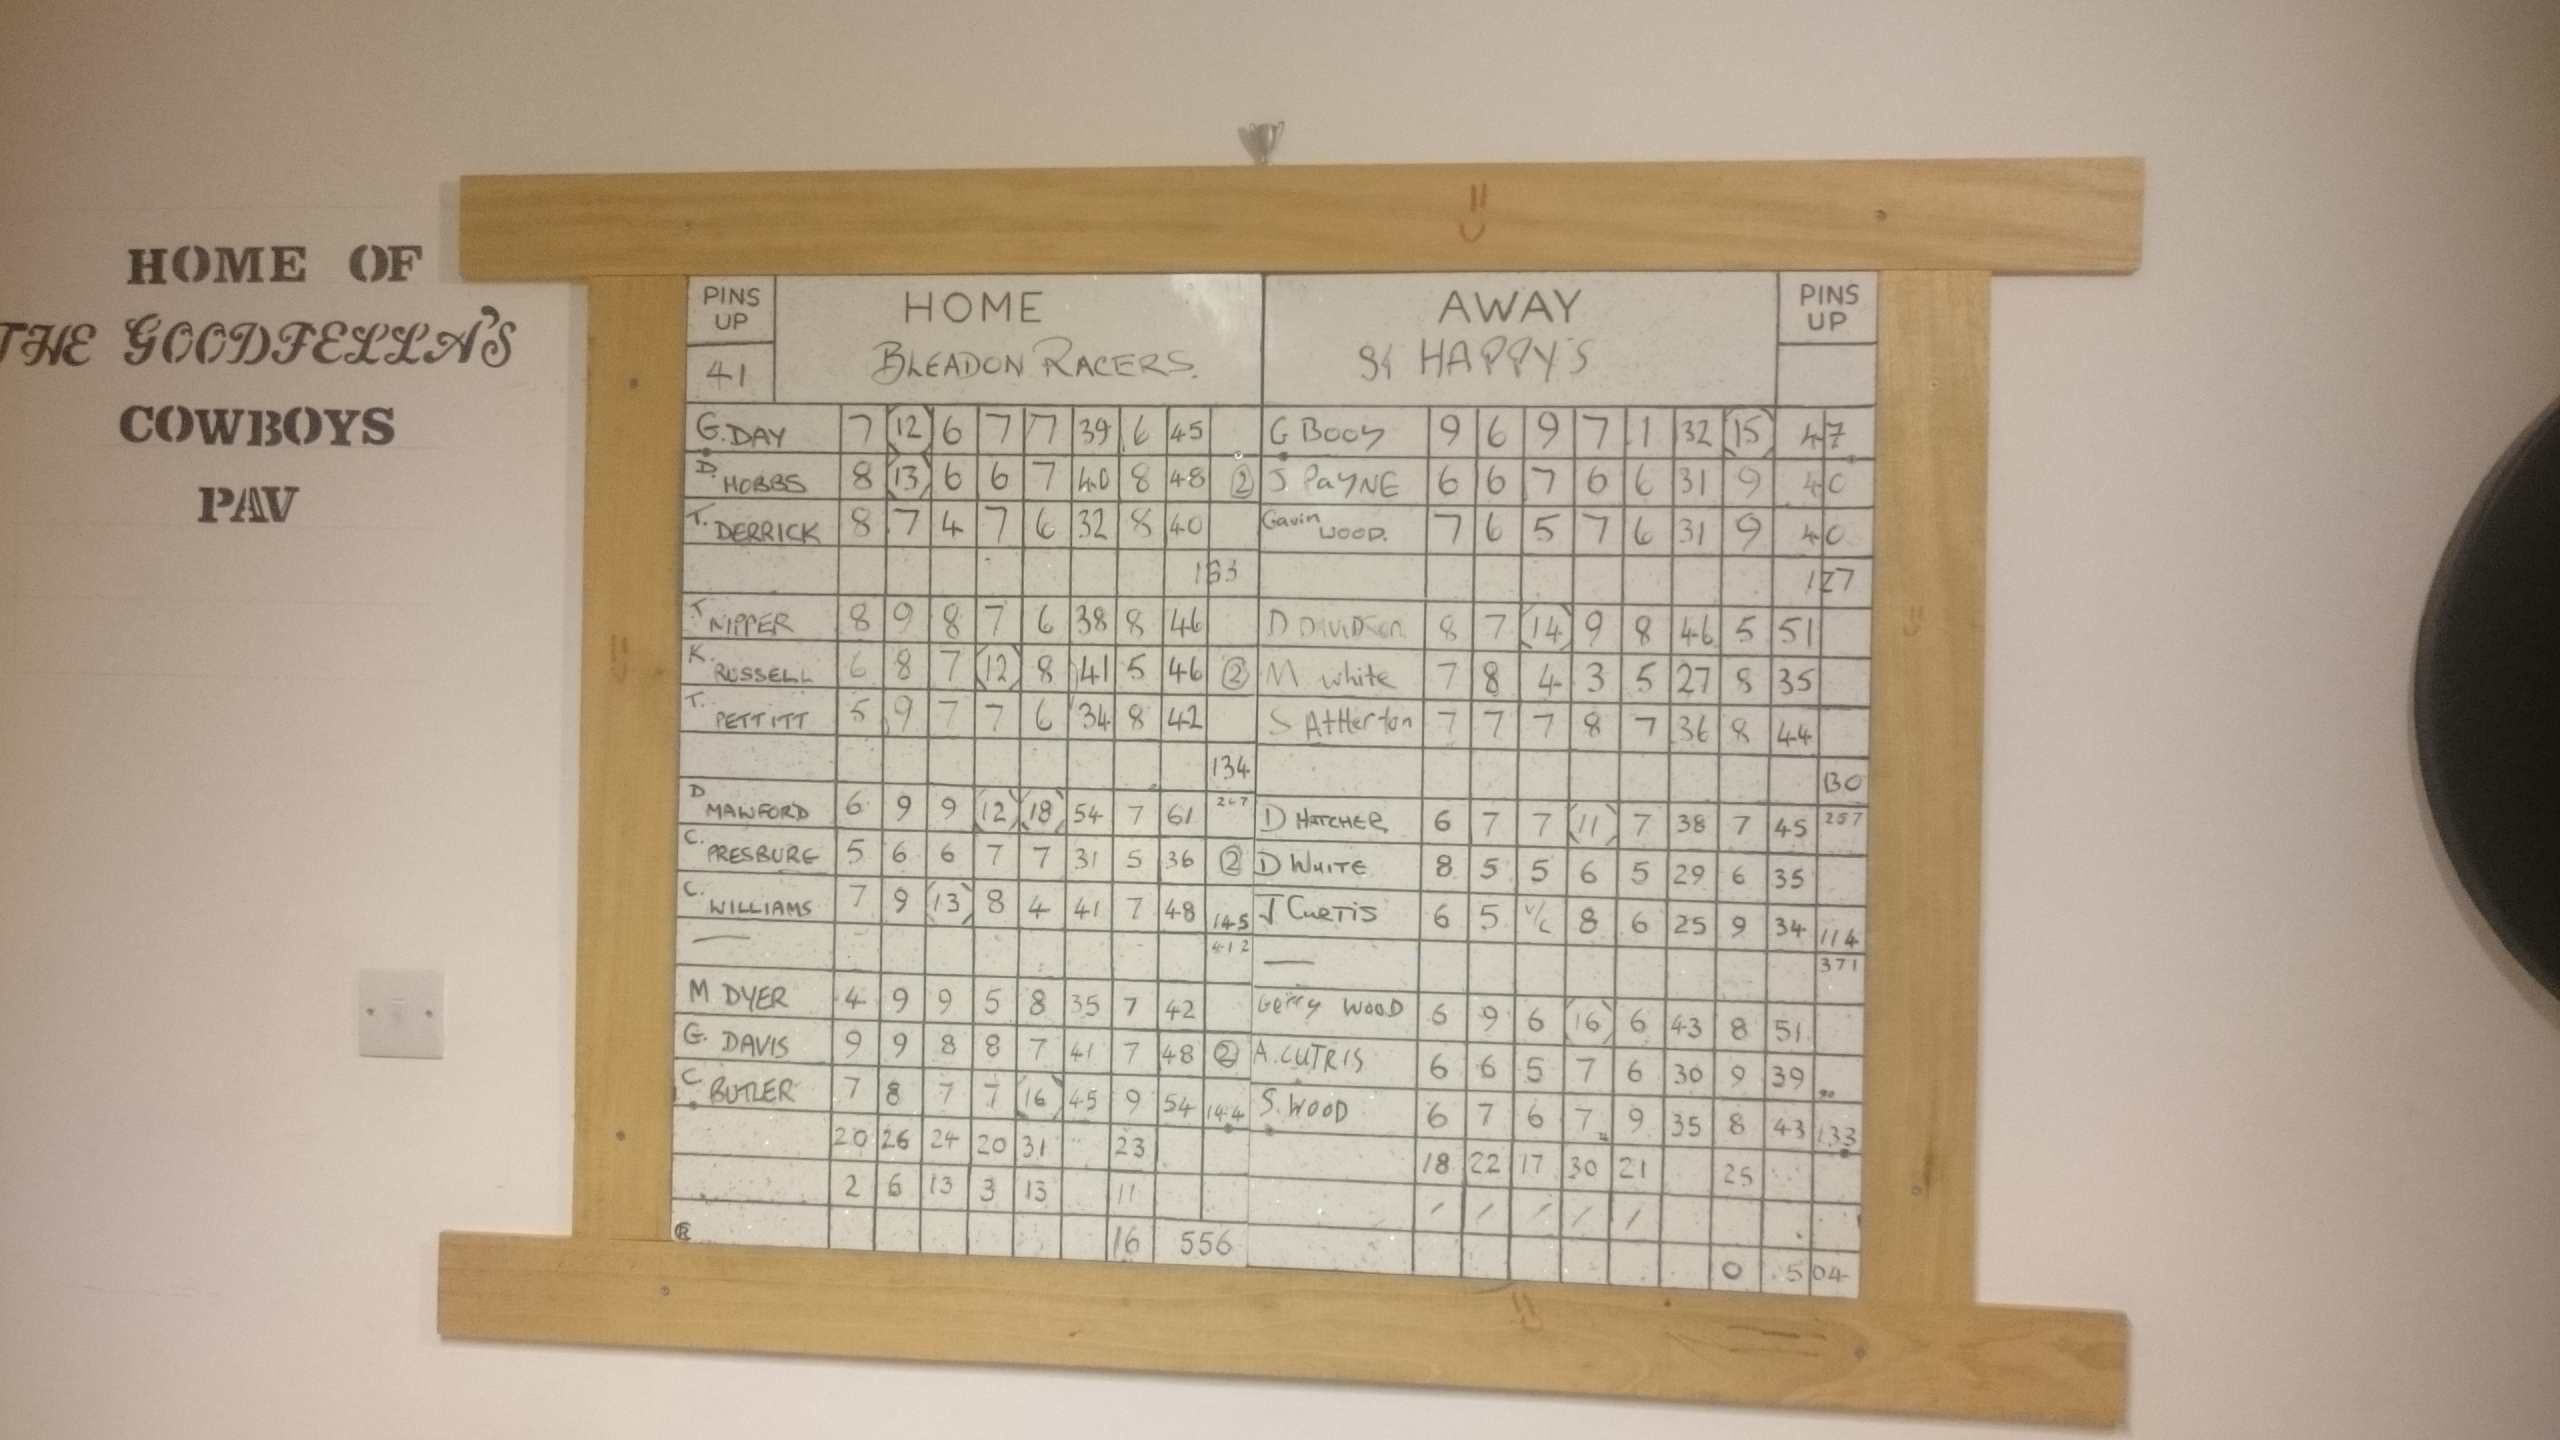 HOME OF
THE GOODFELLA'S
COWBOYS
PAV
PINS UP HOME AWAY PINS UP
41 BLEADON RACERS. St HAPPY'S
G. DAY 7 12 6 7 7 39 6 45 G BOOY 9 6 9 7 1 32 15 47
D HOBBS 8 13 6 6 7 40 8 48 2 J PAYNE 6 6 7 6 6 31 9 40
T. DERRICK 8 7 4 7 6 32 8 40 Gavin WOOD. 7 6 5 7 6 31 9 40
133 127
T NIPPER 8 9 8 7 6 38 8 46 D 8 7 14 9 8 46 5 51
K. RUSSELL 6 8 7 12 8 41 5 46 2 M white 7 8 4 3 5 27 8 35
T. PETTITT 5 9 7 7 6 34 8 42 S AtHerton 7 7 7 8 7 36 8 44
134 130
D MAWFORD 6 9 9 12 18 54 7 61 267 D HATCHER 6 7 7 11 7 38 7 45 257
C. PRESBURG 5 6 6 7 7 31 5 36 2 D WHITE 8 5 5 6 5 29 6 35
C. WILLIAMS 7 9 13 8 4 41 7 48 145 J CURTIS 6 5 V/C 8 6 25 9 34 114
— 412 — 371
M DYER 4 9 9 5 8 35 7 42 Gerry WOOD 6 9 6 16 6 43 8 51
G. DAVIS 9 9 8 8 7 41 7 48 2 A. CUTRIS 6 6 5 7 6 30 9 39
C. BUTLER 7 8 7 7 16 45 9 54 144 S. WOOD 6 7 6 7 9 35 8 43 133
20 26 24 20 31 23 18 22 17 30 21 25
2 6 13 3 13 11 / / / / /
16 556 0 504